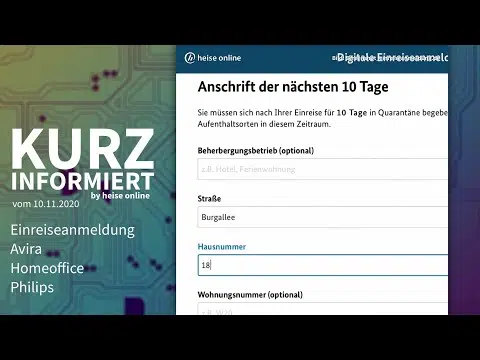 heise online
Digitale Einreiseanmeld
Anschrift der nächsten 10 Tage
Sie müssen sich nach Ihrer Einreise für 10 Tage in Quarantäne begebe
Aufenthaltsorten in diesem Zeitraum.
Beherbergungsbetrieb (optional)
z.B. Hotel, Ferienwohnung
Straße
Burgallee
Hausnummer
18
Wohnungsnummer (optional)
z.B. W10
KURZ
INFORMIERT
by heise online
vom 10.11.2020
Einreiseanmeldung
Avira
Homeoffice
Philips